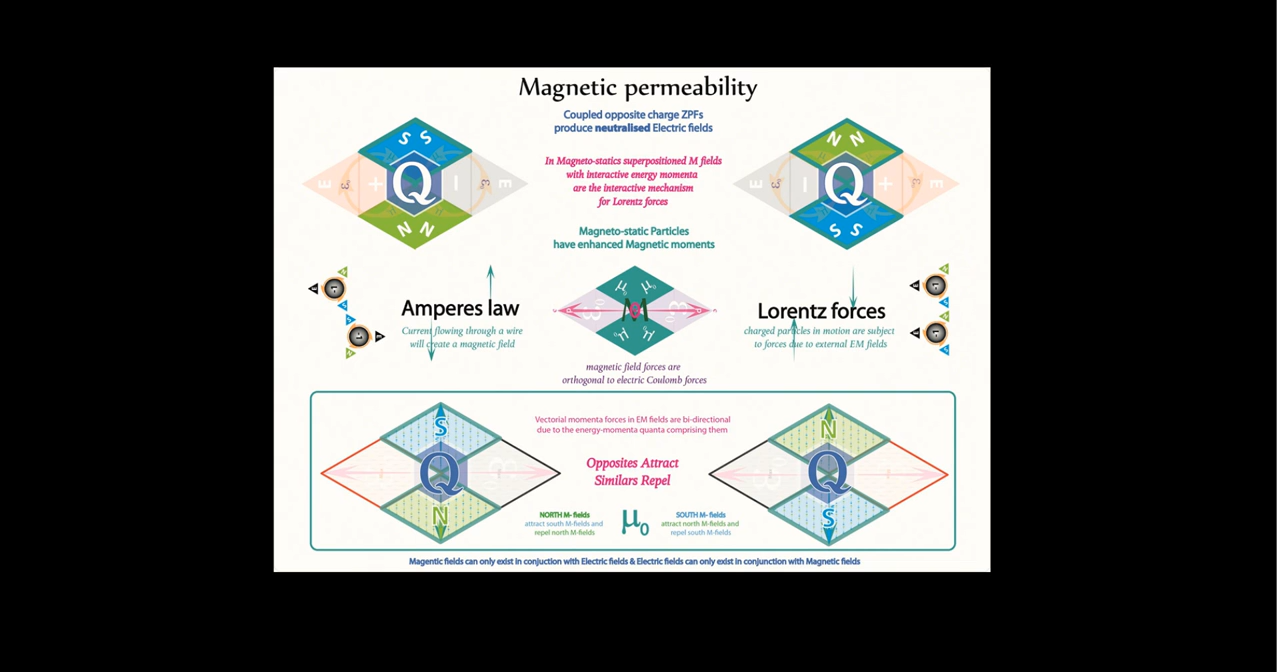 Magnetic permeability
Coupled opposite charge ZPFs
produce neutralised Electric fields
In Magneto-statics superpositioned M fields
with interactive energy momenta
are the interactive mechanism
for Lorentz forces
Magneto-static Particles
have enhanced Magnetic moments
S S
Q
N N
N N
Q
S S
Amperes law
Current flowing through a wire
will create a magnetic field
M
Lorentz forces
charged particles in motion are subject
to forces due to external EM fields
magnetic field forces are
orthogonal to electric Coulomb forces
S
Q
N
Vectorial momenta forces in EM fields are bi-directional
due to the energy-momenta quanta comprising them
Opposites Attract
Similars Repel
NORTH M- fields
attract south M-fields and
repel north M-fields
μ0
SOUTH M- fields
attract north M-fields and
repel south M-fields
N
Q
S
Magentic fields can only exist in conjuction with Electric fields & Electric fields can only exist in conjunction with Magnetic fields